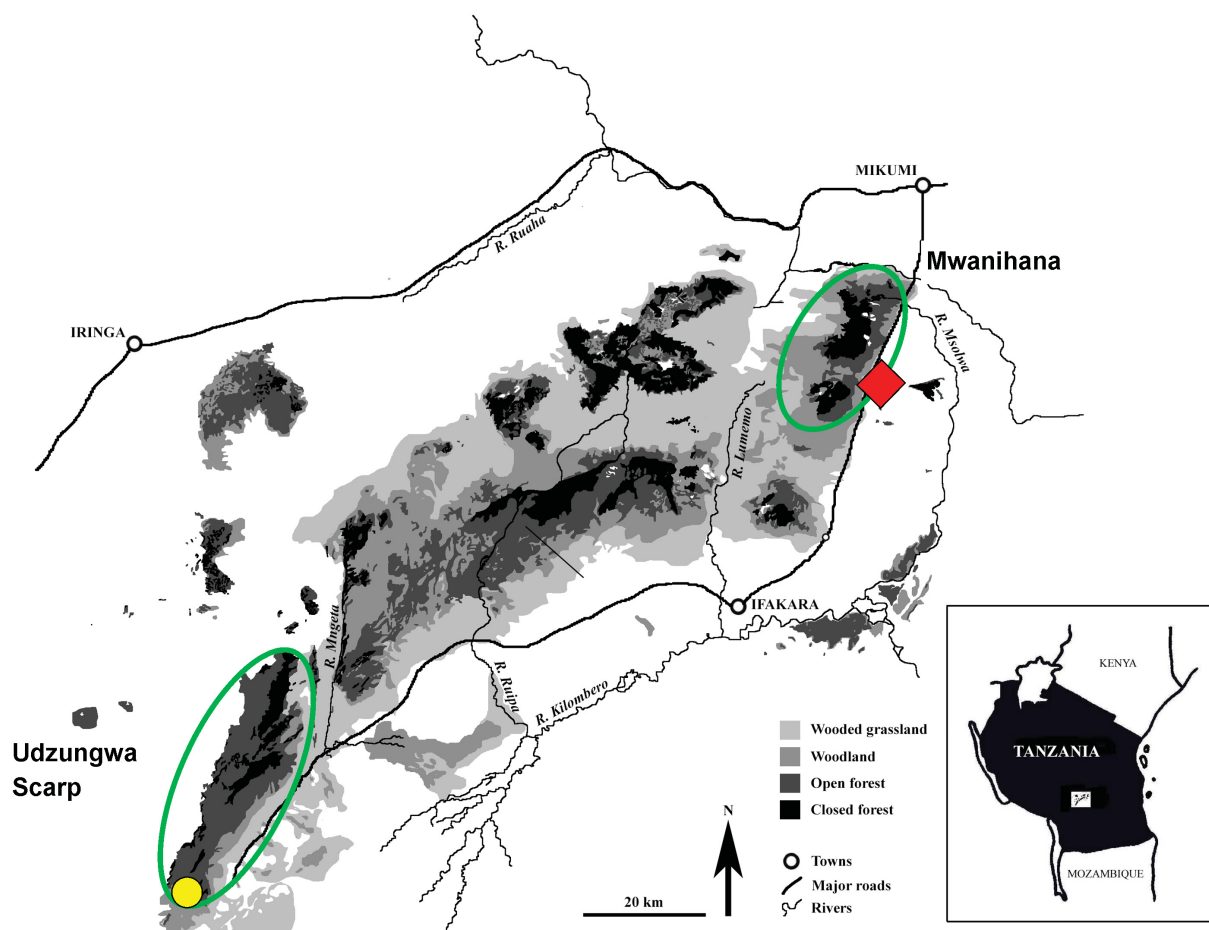 MIKUMI
Mwanihana
R. Ruaha
R. Msolwa
IRINGA
R. Lumemo
IFAKARA
R. Mngeta
R. Ruipa
R. Kilombero
Udzungwa
Scarp
Wooded grassland
Woodland
Open forest
Closed forest
N
Towns
Major roads
Rivers
20 km
KENYA
TANZANIA
MOZAMBIQUE